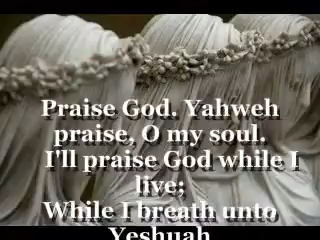 Praise God. Yahweh
praise, O my soul.
I'll praise God while I
live;
While I breath unto
Yeshuah